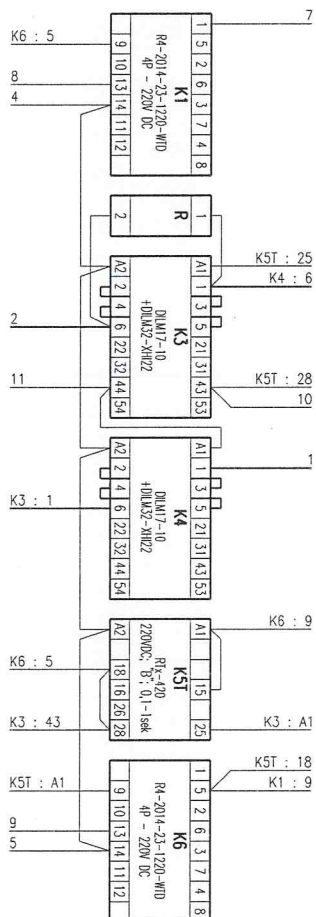 K6 : 5
8
4
9
10
13
14
11
12
R4-2014-23-1220-WTD
4P - 220V DC
K1
1
5
2
6
3
7
4
8
7
2
R
1
2
11
A2
2
4
6
22
32
44
54
DILM17-10
+DILM32-XHI22
K3
A1
1
3
5
21
31
43
53
K5T : 25
K4 : 6
K5T : 28
10
K3 : 1
A2
2
4
6
22
32
44
54
DILM17-10
+DILM32-XHI22
K4
A1
1
3
5
21
31
43
53
1
K6 : 5
K3 : 43
A2
18
16
26
28
RTx-420
220VDC; "B"; 0,1-1sek
K5T
A1
15
25
K6 : 9
K3 : A1
K5T : A1
9
5
9
10
13
14
11
12
R4-2014-23-1220-WTD
4P - 220V DC
K6
1
5
2
6
3
7
4
8
K5T : 18
K1 : 9